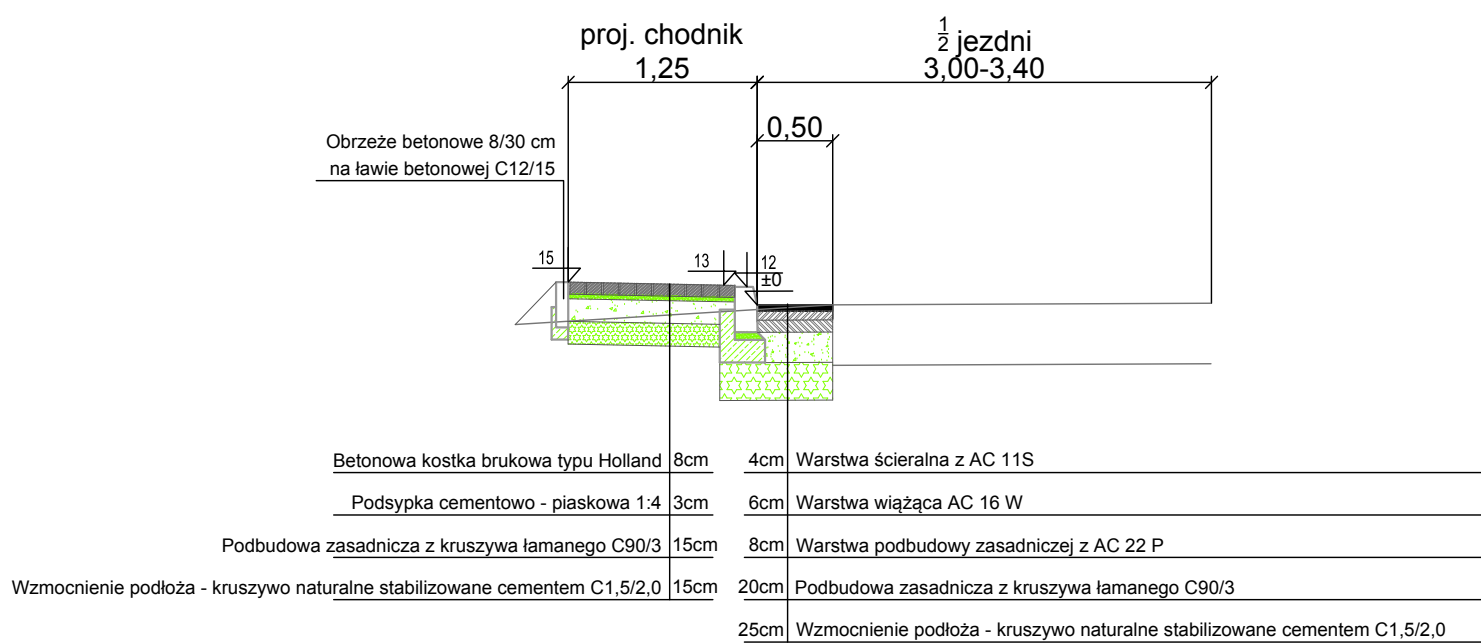 proj. chodnik
1,25
1/2 jezdni
3,00-3,40
0,50
Obrzeże betonowe 8/30 cm
na ławie betonowej C12/15
15
13
12
±0
Betonowa kostka brukowa typu Holland 8cm
Podsypka cementowo - piaskowa 1:4 3cm
Podbudowa zasadnicza z kruszywa łamanego C90/3 15cm
Wzmocnienie podłoża - kruszywo naturalne stabilizowane cementem C1,5/2,0 15cm
4cm Warstwa ścieralna z AC 11S
6cm Warstwa wiążąca AC 16 W
8cm Warstwa podbudowy zasadniczej z AC 22 P
20cm Podbudowa zasadnicza z kruszywa łamanego C90/3
25cm Wzmocnienie podłoża - kruszywo naturalne stabilizowane cementem C1,5/2,0